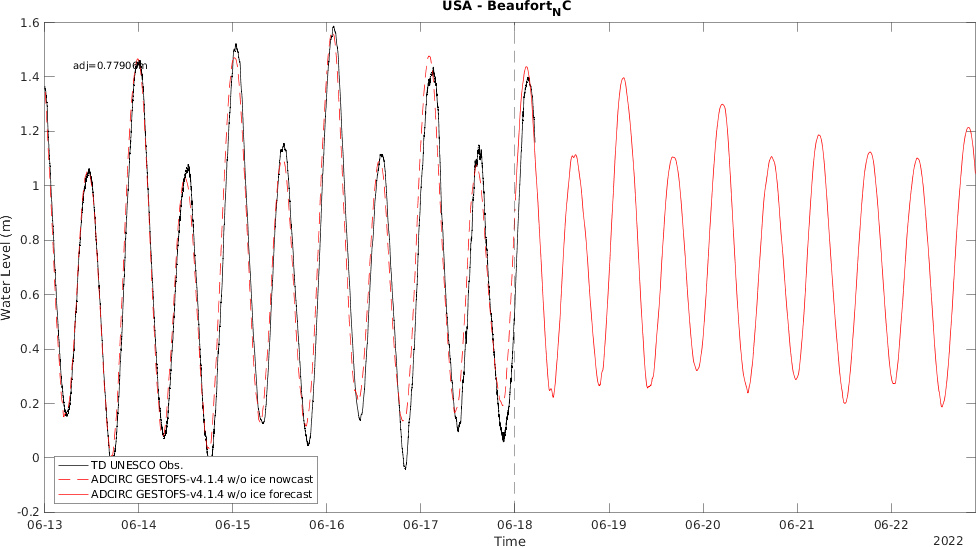 USA - Beaufort_NC
adj=0.77906m
1.6
1.4
1.2
1
0.8
0.6
0.4
0.2
0
-0.2
Water Level (m)
TD UNESCO Obs.
ADCIRC GESTOFS-v4.1.4 w/o ice nowcast
ADCIRC GESTOFS-v4.1.4 w/o ice forecast
06-13 06-14 06-15 06-16 06-17 06-18 06-19 06-20 06-21 06-22
Time
2022